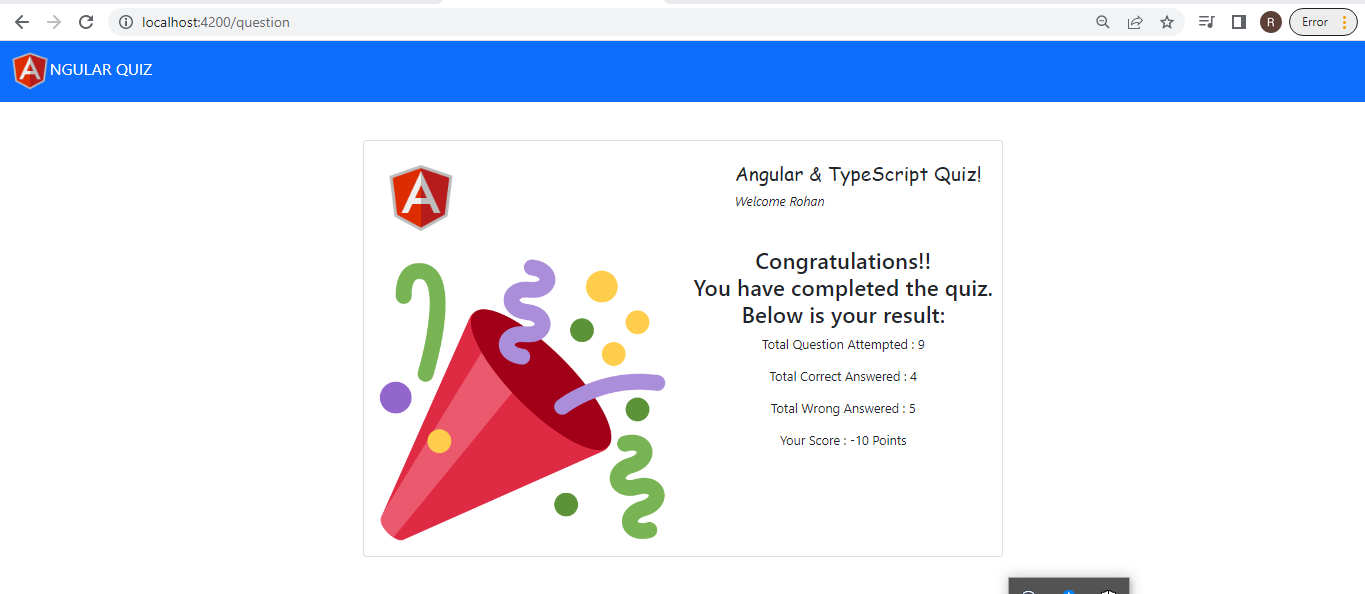 localhost:4200/question
R
Error
NGULAR QUIZ
A
Angular & TypeScript Quiz!
Welcome Rohan
Congratulations!!
You have completed the quiz.
Below is your result:
Total Question Attempted : 9
Total Correct Answered : 4
Total Wrong Answered : 5
Your Score : -10 Points